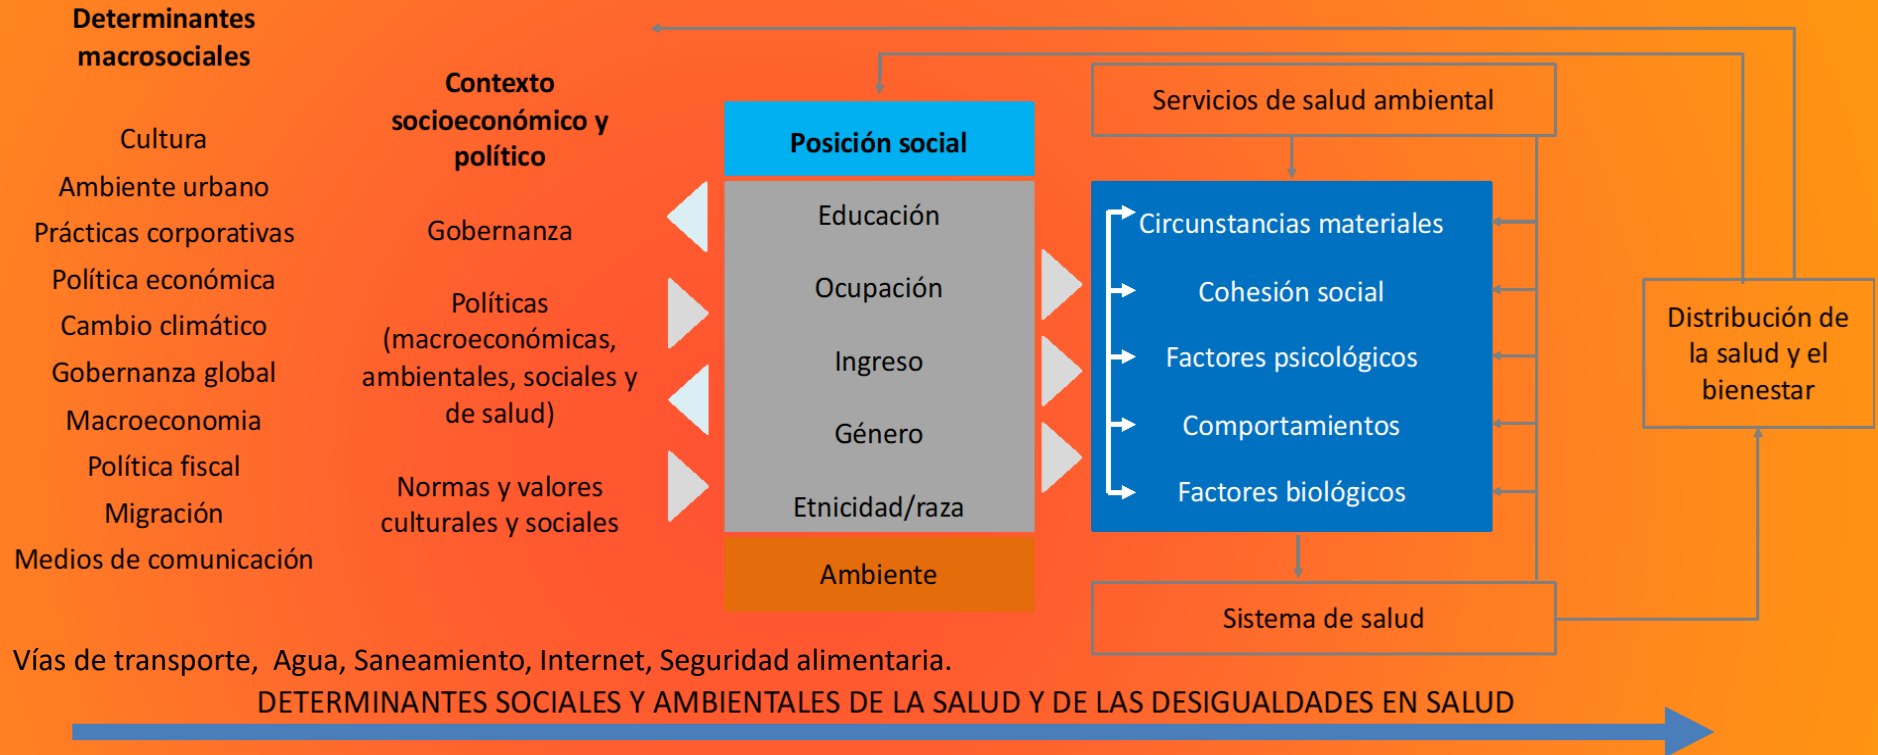 Determinantes
macrosociales
Cultura
Ambiente urbano
Prácticas corporativas
Política económica
Cambio climático
Gobernanza global
Macroeconomia
Política fiscal
Migración
Medios de comunicación
Contexto
socioeconómico y
político
Gobernanza
Políticas
(macroeconómicas,
ambientales, sociales y
de salud)
Normas y valores
culturales y sociales
Posición social
Educación
Ocupación
Ingreso
Género
Etnicidad/raza
Ambiente
Servicios de salud ambiental
Circunstancias materiales
Cohesión social
Factores psicológicos
Comportamientos
Factores biológicos
Sistema de salud
Distribución de
la salud y el
bienestar
Vías de transporte, Agua, Saneamiento, Internet, Seguridad alimentaria.
DETERMINANTES SOCIALES Y AMBIENTALES DE LA SALUD Y DE LAS DESIGUALDADES EN SALUD